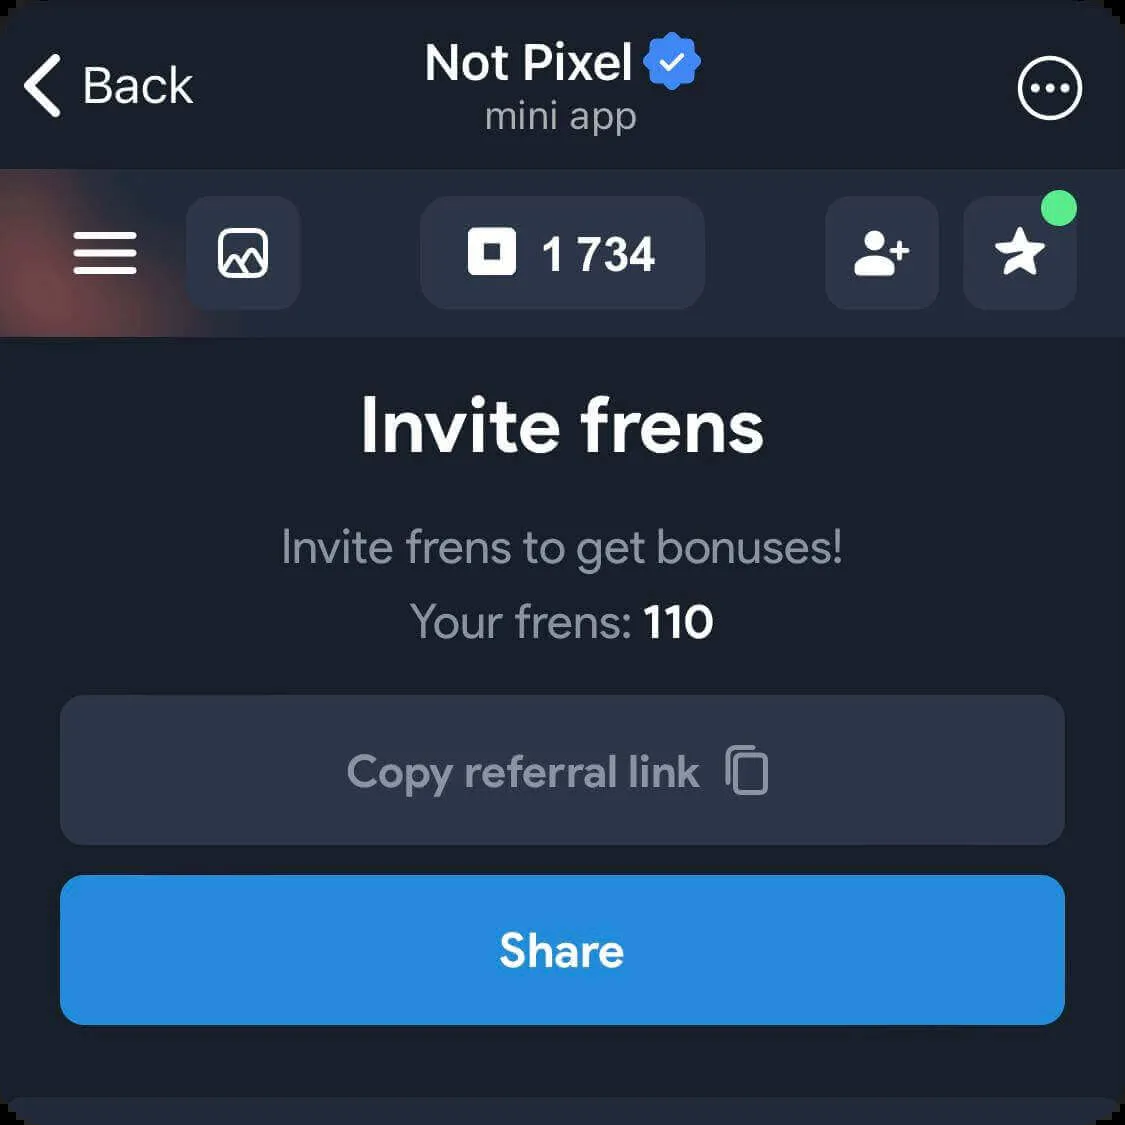 Back
Not Pixel
mini app
1 734
Invite frens
Invite frens to get bonuses!
Your frens: 110
Copy referral link
Share